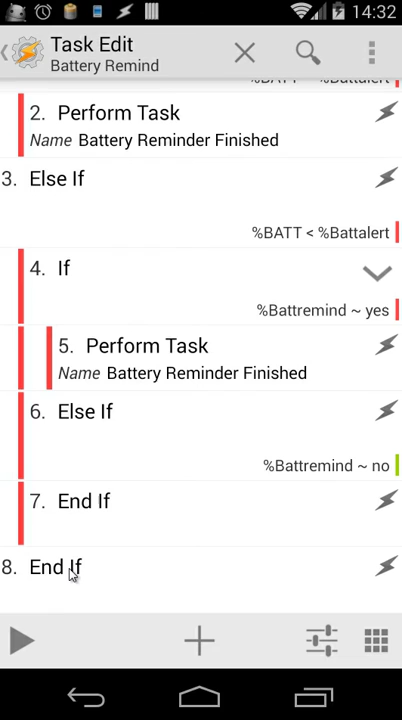 14:32
Task Edit
Battery Remind
%BATT > %Battalert
2. Perform Task
Name Battery Reminder Finished
3. Else If
%BATT < %Battalert
4. If
%Battremind ~ yes
5. Perform Task
Name Battery Reminder Finished
6. Else If
%Battremind ~ no
7. End If
8. End If